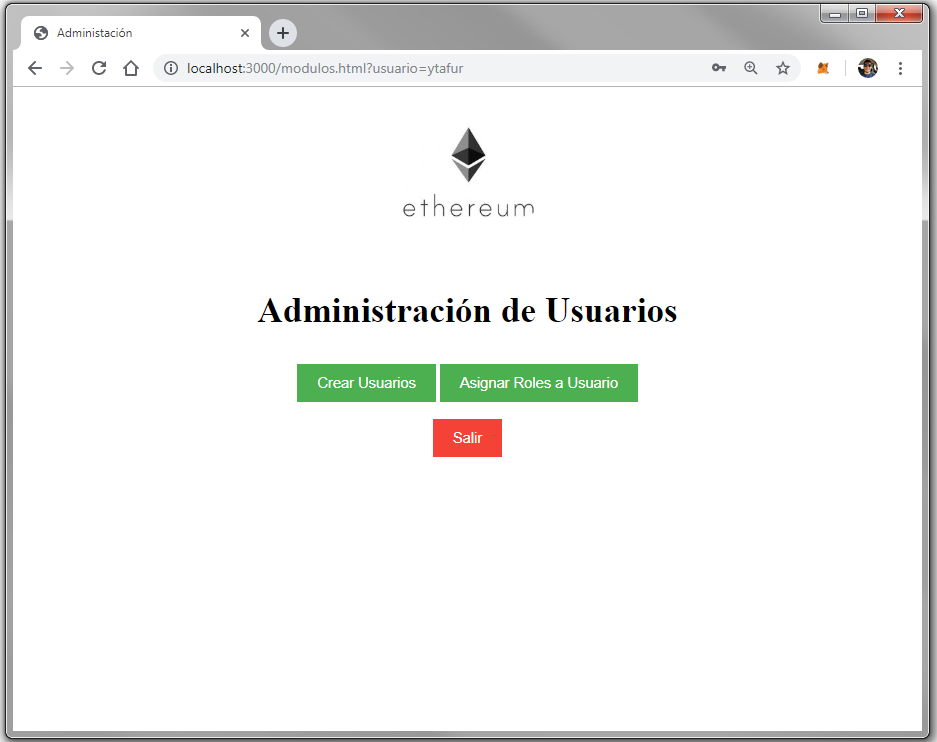 Administación
localhost:3000/modulos.html?usuario=ytafur
ethereum
Administración de Usuarios
Crear Usuarios Asignar Roles a Usuario
Salir